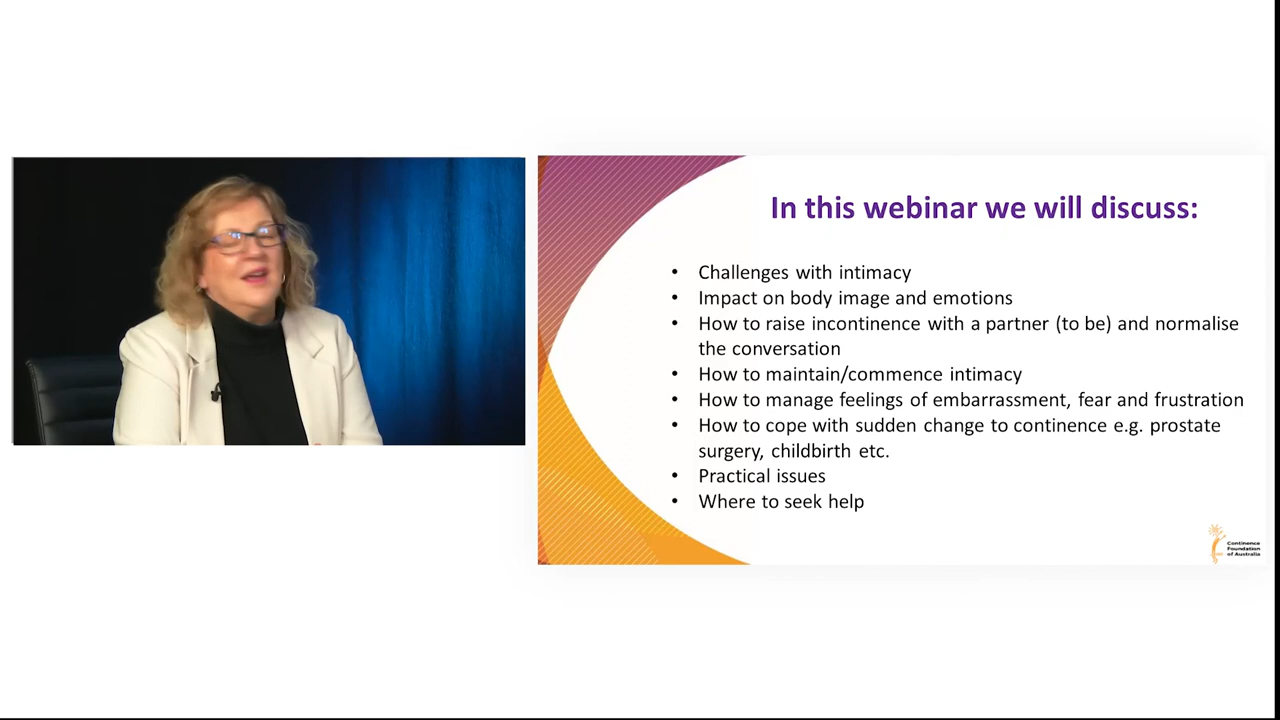 In this webinar we will discuss:
• Challenges with intimacy
• Impact on body image and emotions
• How to raise incontinence with a partner (to be) and normalise
the conversation
• How to maintain/commence intimacy
• How to manage feelings of embarrassment, fear and frustration
• How to cope with sudden change to continence e.g. prostate
surgery, childbirth etc.
• Practical issues
• Where to seek help
Continence
Foundation
of Australia